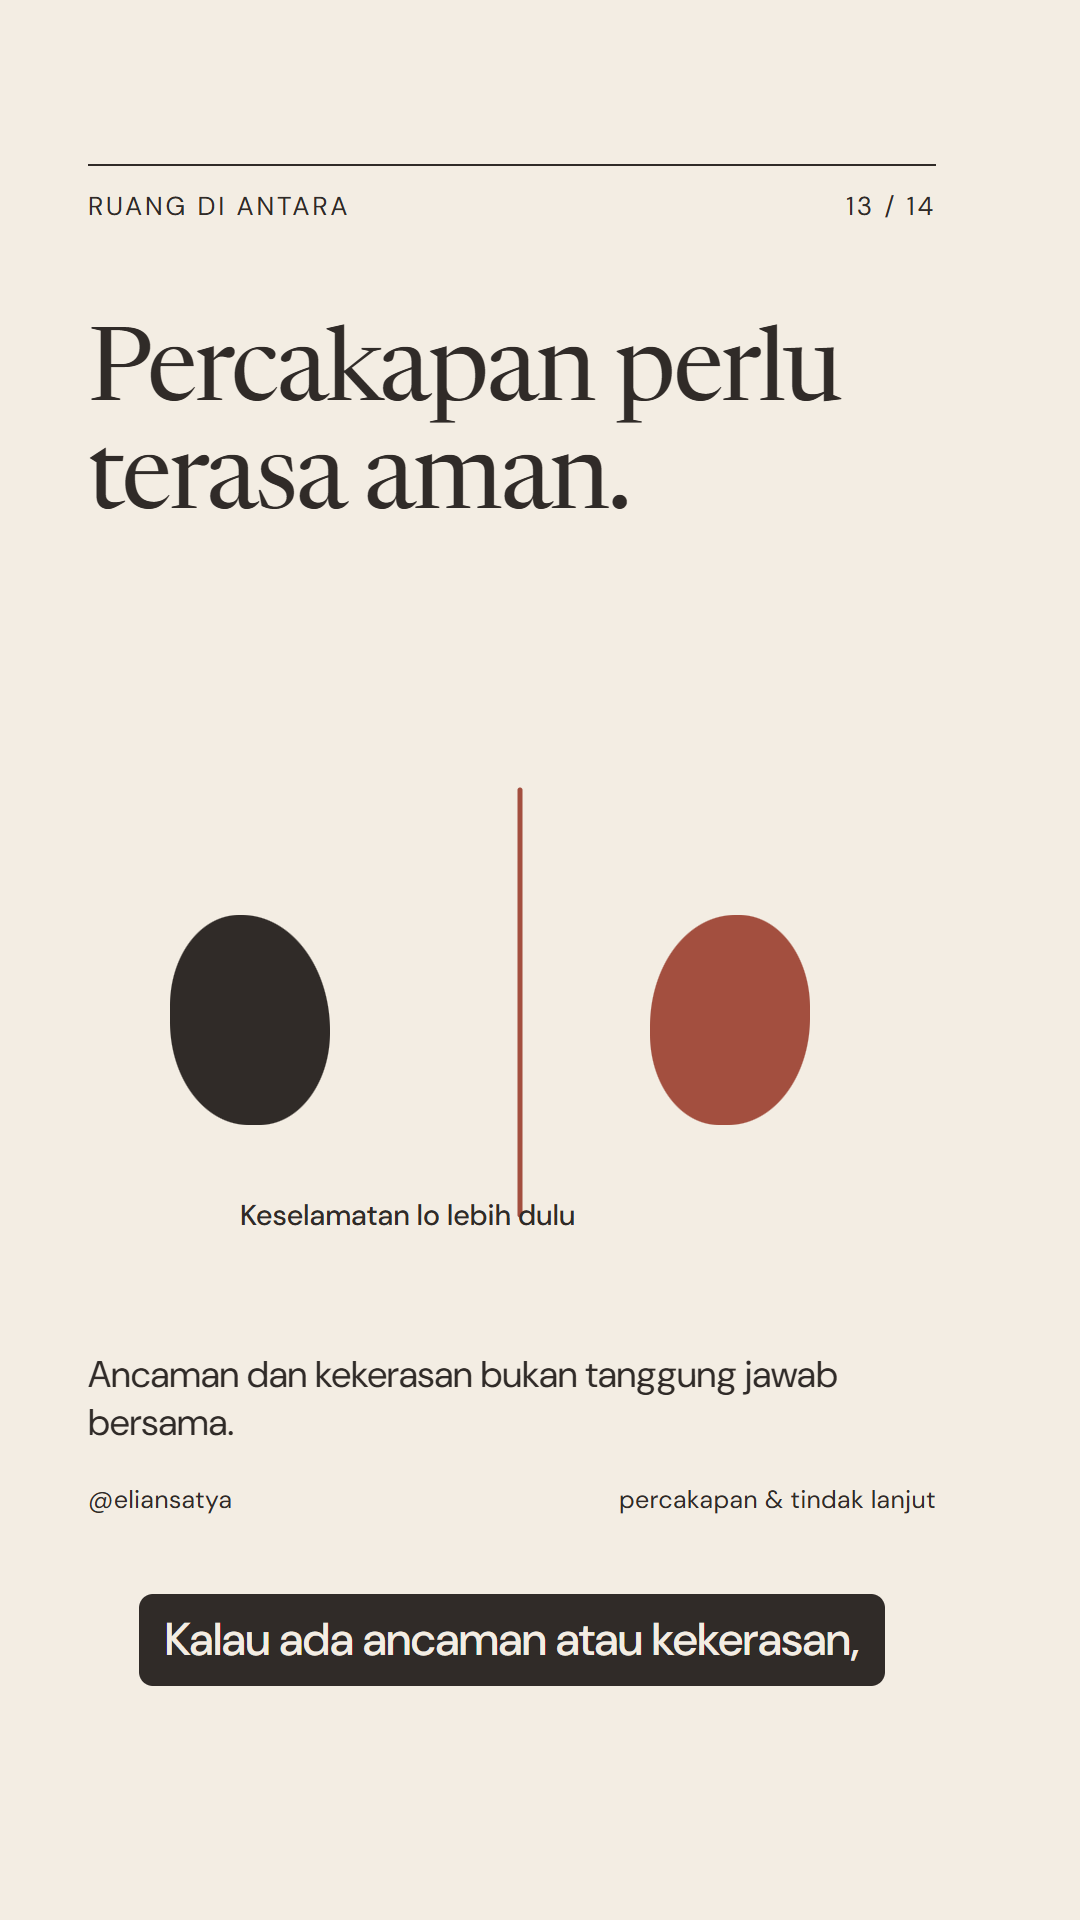 RUANG DI ANTARA
13 / 14
Percakapan perlu
terasa aman.
Keselamatan lo lebih dulu
Ancaman dan kekerasan bukan tanggung jawab
bersama.
@eliansatya
percakapan & tindak lanjut
Kalau ada ancaman atau kekerasan,